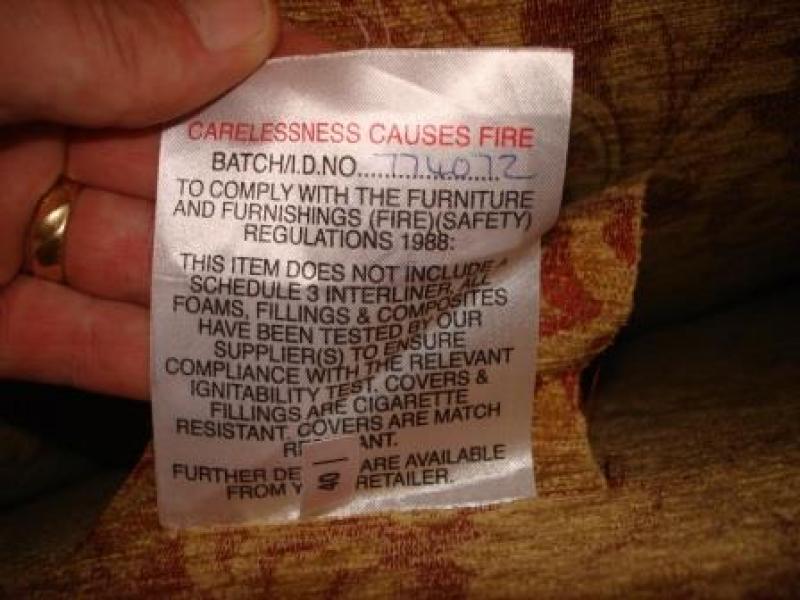 CARELESSNESS CAUSES FIRE
BATCH/I.D.NO....774072
TO COMPLY WITH THE FURNITURE
AND FURNISHINGS (FIRE)(SAFETY)
REGULATIONS 1988:
THIS ITEM DOES NOT INCLUDE A
SCHEDULE 3 INTERLINER, ALL
FOAMS, FILLINGS & COMPOSITES
HAVE BEEN TESTED BY OUR
SUPPLIER(S) TO ENSURE
COMPLIANCE WITH THE RELEVANT
IGNITABILITY TEST. COVERS &
FILLINGS ARE CIGARETTE
RESISTANT. COVERS ARE MATCH
FURTHER ARE AVAILABLE
FROM RETAILER.
40